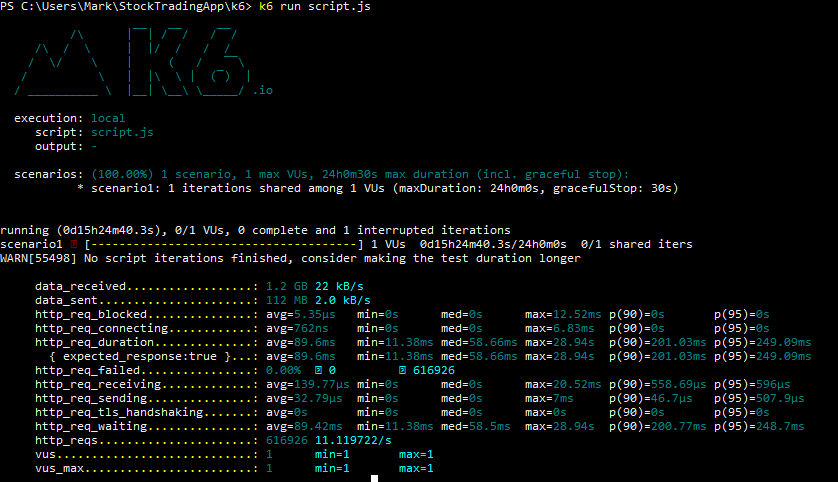 PS C:\Users\Mark\StockTradingApp\k6> k6 run script.js
.io
execution: local
script: script.js
output: -
scenarios: (100.00%) 1 scenario, 1 max VUs, 24h0m30s max duration (incl. graceful stop):
* scenario1: 1 iterations shared among 1 VUs (maxDuration: 24h0m0s, gracefulStop: 30s)
running (0d15h24m40.3s), 0/1 VUs, 0 complete and 1 interrupted iterations
scenario1 [--------------------------------------] 1 VUs 0d15h24m40.3s/24h0m0s 0/1 shared iters
WARN[55498] No script iterations finished, consider making the test duration longer
data_received..................: 1.2 GB 22 kB/s
data_sent......................: 112 MB 2.0 kB/s
http_req_blocked...............: avg=5.35µs min=0s med=0s max=12.52ms p(90)=0s p(95)=0s
http_req_connecting............: avg=762ns min=0s med=0s max=6.83ms p(90)=0s p(95)=0s
http_req_duration..............: avg=89.6ms min=11.38ms med=58.66ms max=28.94s p(90)=201.03ms p(95)=249.09ms
{ expected_response:true }...: avg=89.6ms min=11.38ms med=58.66ms max=28.94s p(90)=201.03ms p(95)=249.09ms
http_req_failed................: 0.00% 0 616926
http_req_receiving.............: avg=139.77µs min=0s med=0s max=20.52ms p(90)=558.69µs p(95)=596µs
http_req_sending...............: avg=32.79µs min=0s med=0s max=7ms p(90)=46.7µs p(95)=507.9µs
http_req_tls_handshaking.......: avg=0s min=0s med=0s max=0s p(90)=0s p(95)=0s
http_req_waiting...............: avg=89.42ms min=11.38ms med=58.5ms max=28.94s p(90)=200.77ms p(95)=248.7ms
http_reqs......................: 616926 11.119722/s
vus............................: 1 min=1 max=1
vus_max........................: 1 min=1 max=1